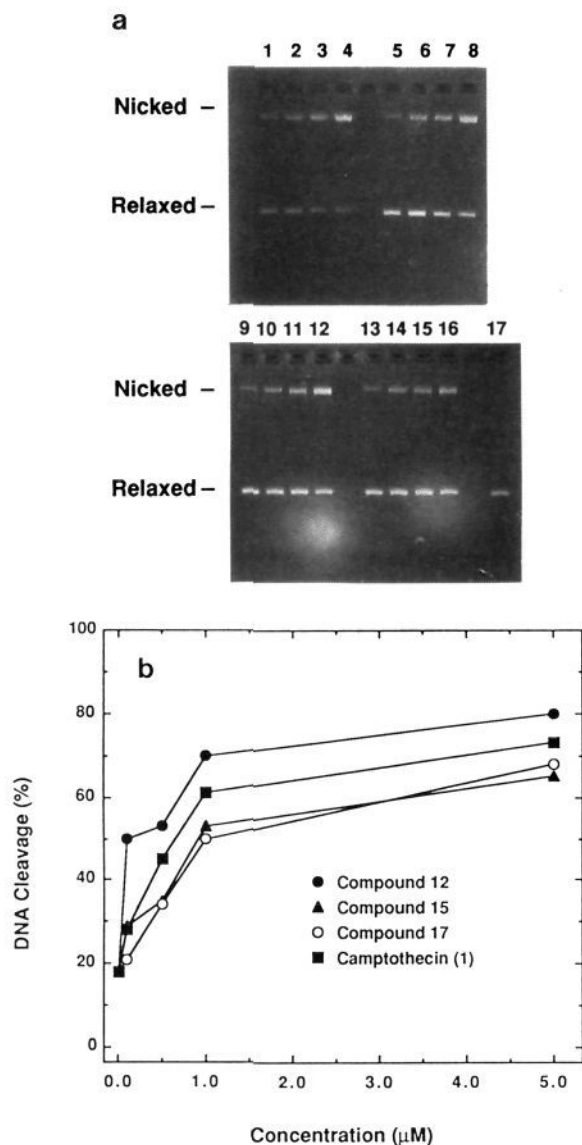 a
1 2 3 4 5 6 7 8
Nicked –
Relaxed –
9 10 11 12 13 14 15 16 17
Nicked –
Relaxed –
b
100
80
60
40
20
0
DNA Cleavage (%)
● Compound 12
▲ Compound 15
○ Compound 17
■ Camptothecin (1)
0.0 1.0 2.0 3.0 4.0 5.0
Concentration (μM)